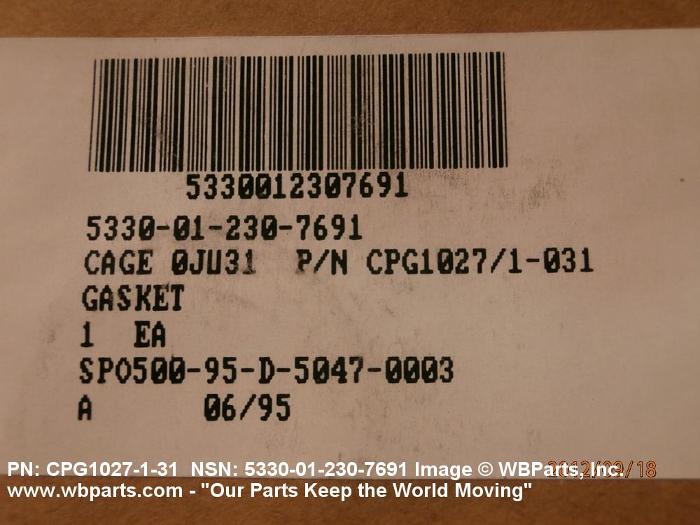 5330012307691
5330-01-230-7691
CAGE 0JU31 P/N CPG1027/1-031
GASKET
1 EA
SPO500-95-D-5047-0003
A 06/95
PN: CPG1027-1-31 NSN: 5330-01-230-7691 Image © WBParts, Inc.
www.wbparts.com - "Our Parts Keep the World Moving"